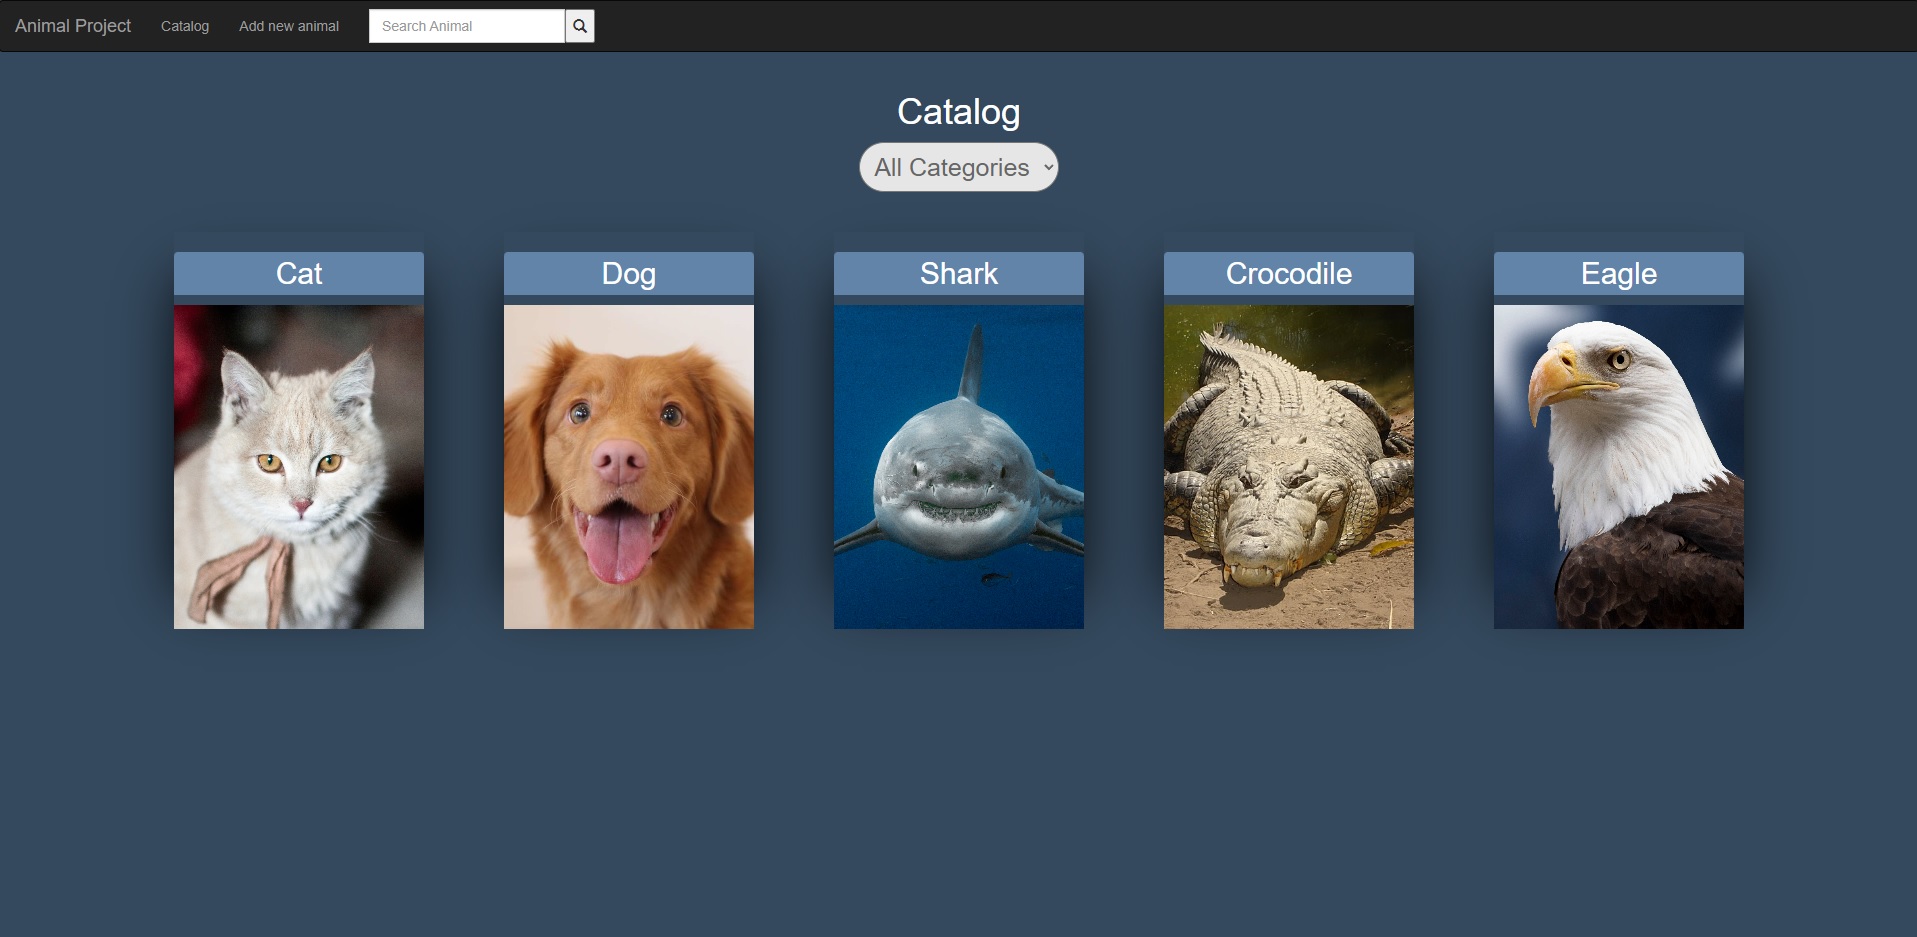 Animal Project
Catalog
Add new animal
Search Animal
Catalog
All Categories
Cat
Dog
Shark
Crocodile
Eagle